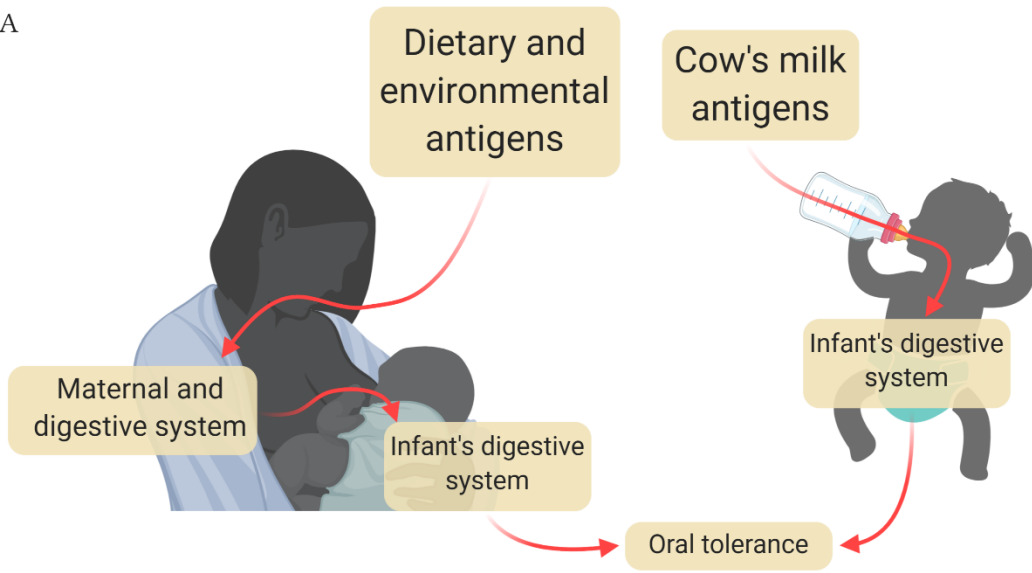 A
Dietary and
environmental
antigens
Cow's milk
antigens
Maternal and
digestive system
Infant's digestive
system
Infant's digestive
system
Oral tolerance